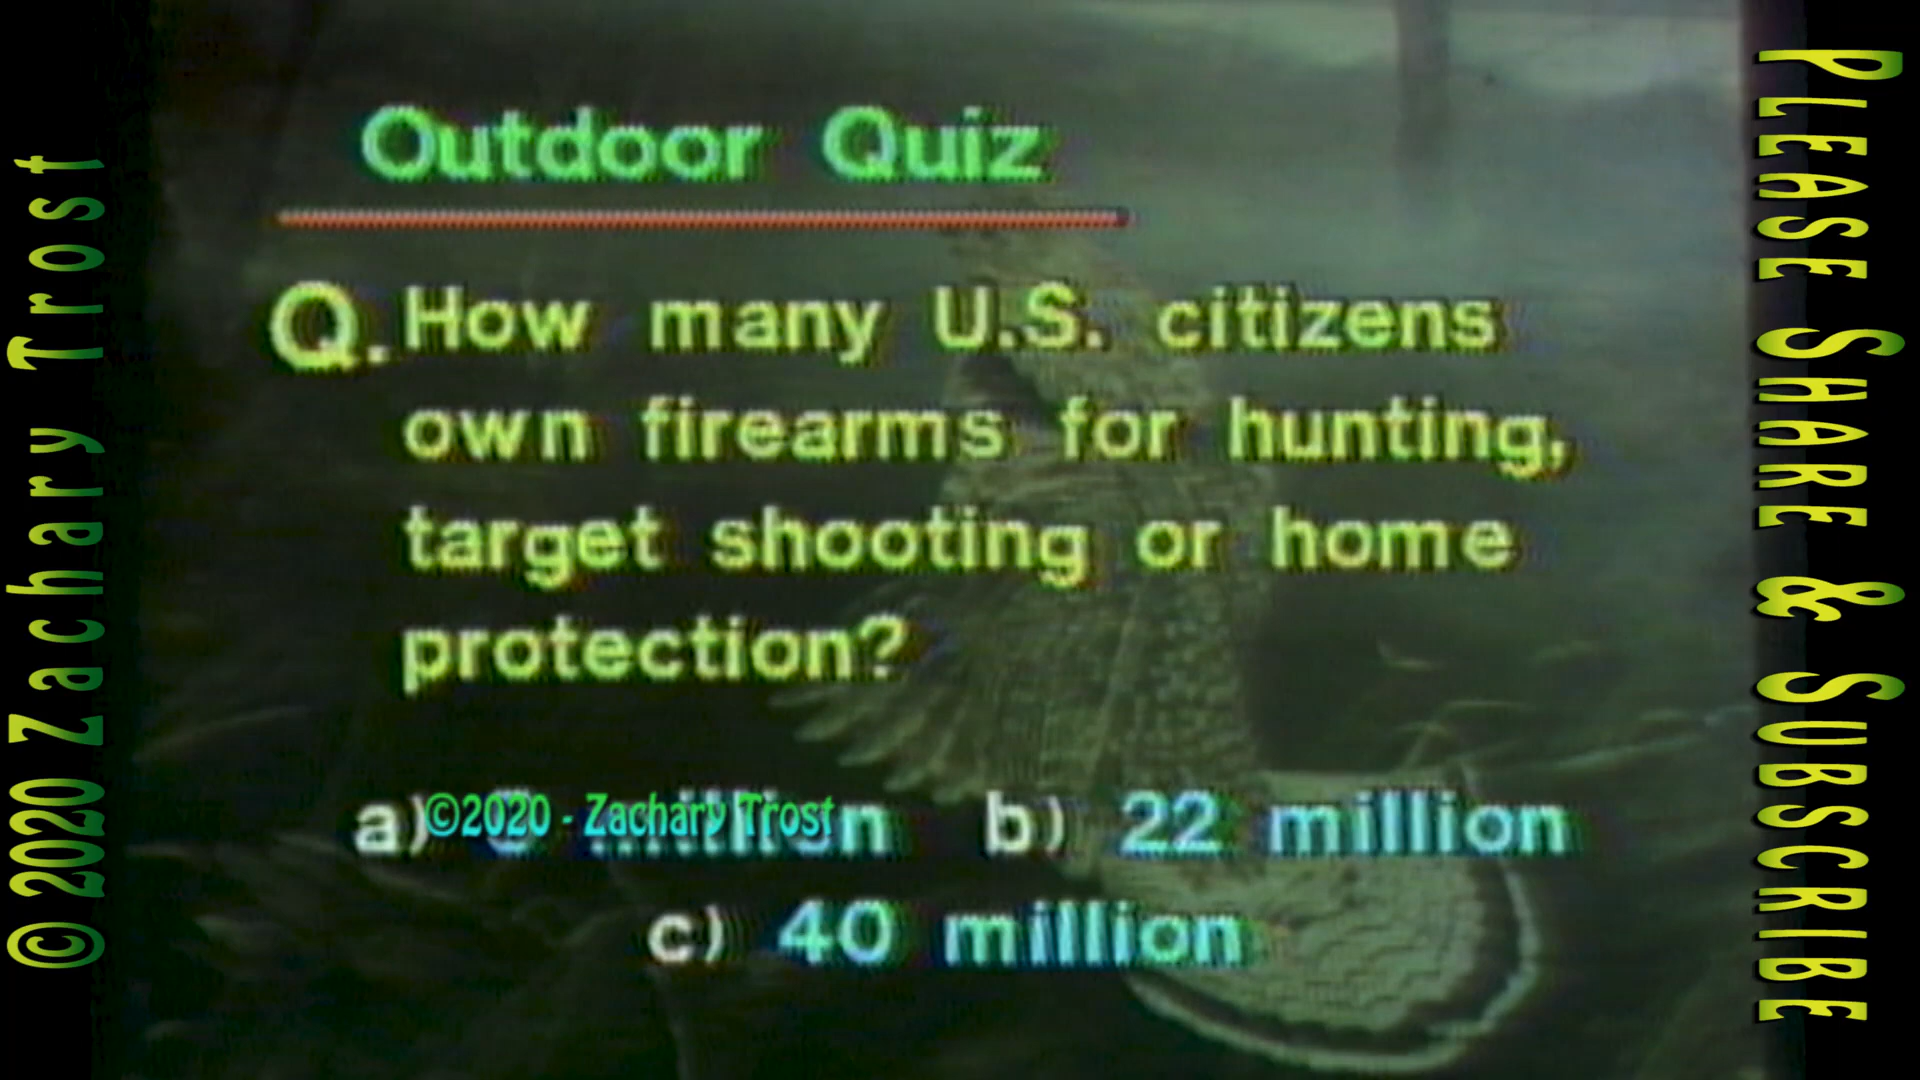 Outdoor Quiz
Q. How many U.S. citizens
own firearms for hunting,
target shooting or home
protection?
a) million b) 22 million
c) 40 million
©2020 - Zachary Trost
© 2020 Zachary Trost
PLEASE SHARE & SUBSCRIBE